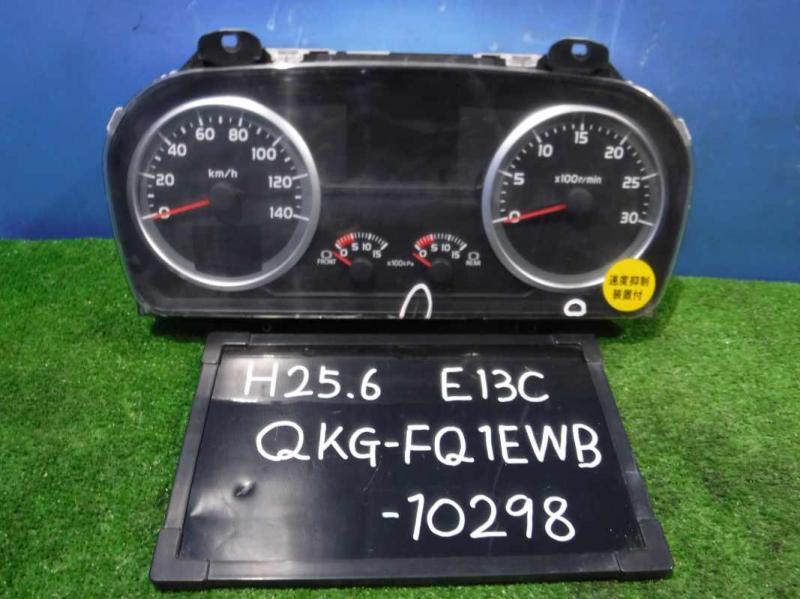 0 20 40 60 80 100 120 140
km/h
0 5 10 15 20 25 30
x100r/min
FRONT
0 5 10 15
x100kPa
0 5 10 15
REAR
速度抑制
装置付
H25.6 E13C
QKG-FQ1EWB
-10298